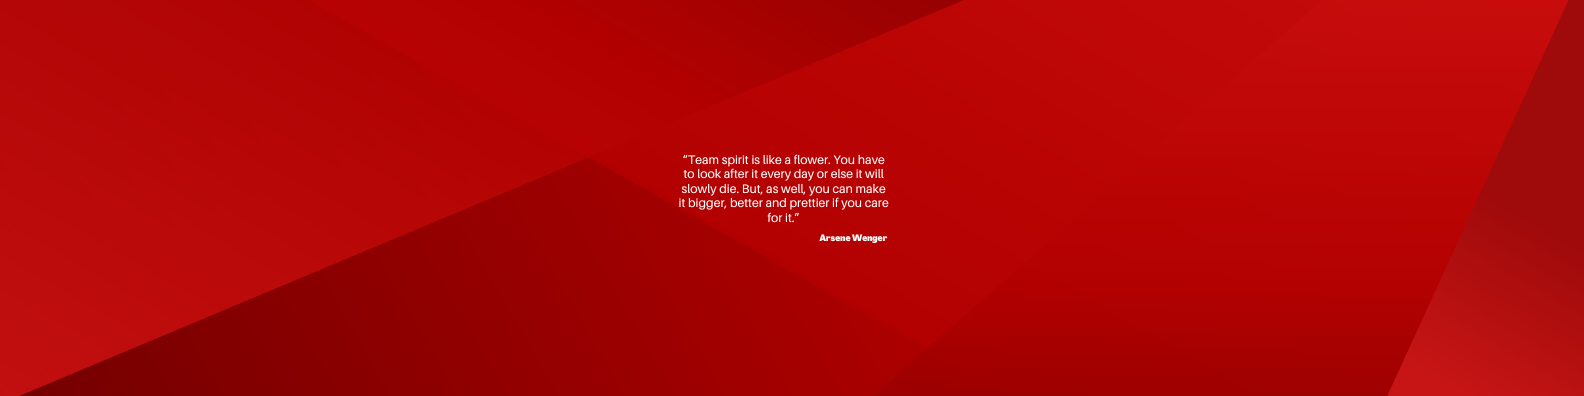 “Team spirit is like a flower. You have
to look after it every day or else it will
slowly die. But, as well, you can make
it bigger, better and prettier if you care
for it.”
Arsene Wenger